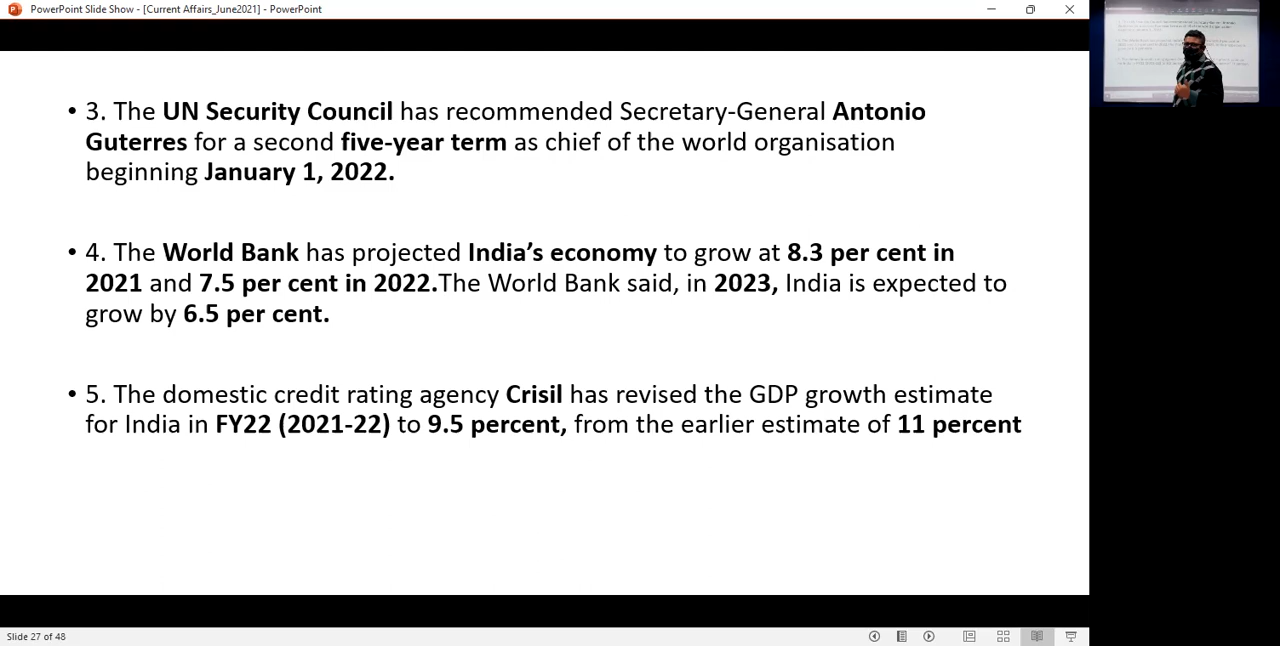 PowerPoint Slide Show - [Current Affairs_June2021] - PowerPoint
• 3. The UN Security Council has recommended Secretary-General Antonio
Guterres for a second five-year term as chief of the world organisation
beginning January 1, 2022.
• 4. The World Bank has projected India’s economy to grow at 8.3 per cent in
2021 and 7.5 per cent in 2022.The World Bank said, in 2023, India is expected to
grow by 6.5 per cent.
• 5. The domestic credit rating agency Crisil has revised the GDP growth estimate
for India in FY22 (2021-22) to 9.5 percent, from the earlier estimate of 11 percent
Slide 27 of 48